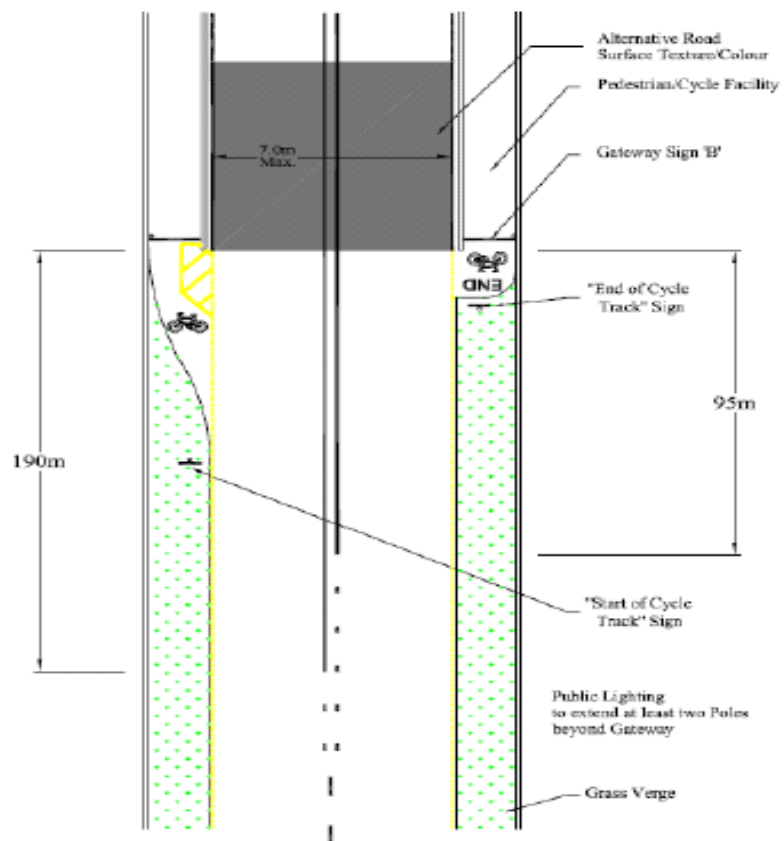 Alternative Road
Surface Texture/Colour
Pedestrian/Cycle Facility
7.0m
Max.
Gateway Sign 'B'
END
"End of Cycle
Track" Sign
95m
190m
"Start of Cycle
Track" Sign
Public Lighting
to extend at least two Poles
beyond Gateway
Grass Verge